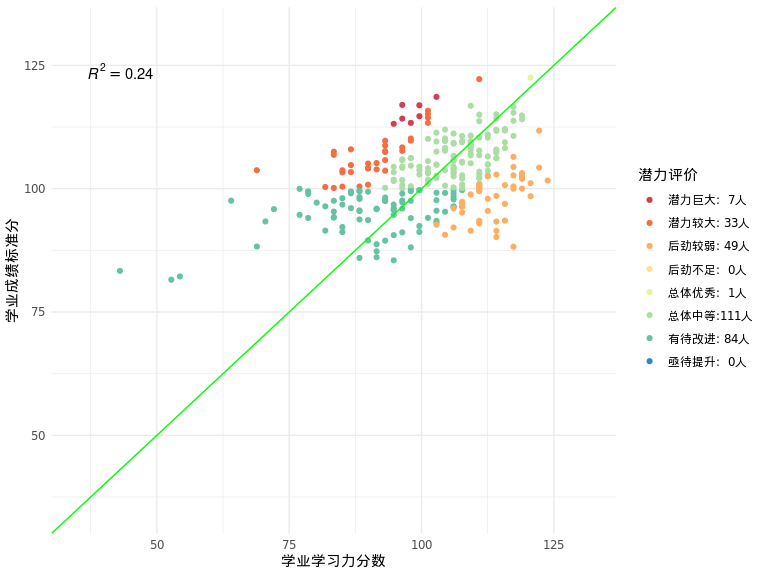 R² = 0.24
125
100
75
50
学业成绩标准分
50
75
100
125
学业学习力分数
潜力评价
潜力巨大: 7人
潜力较大: 33人
后劲较弱: 49人
后劲不足: 0人
总体优秀: 1人
总体中等:111人
有待改进: 84人
亟待提升: 0人